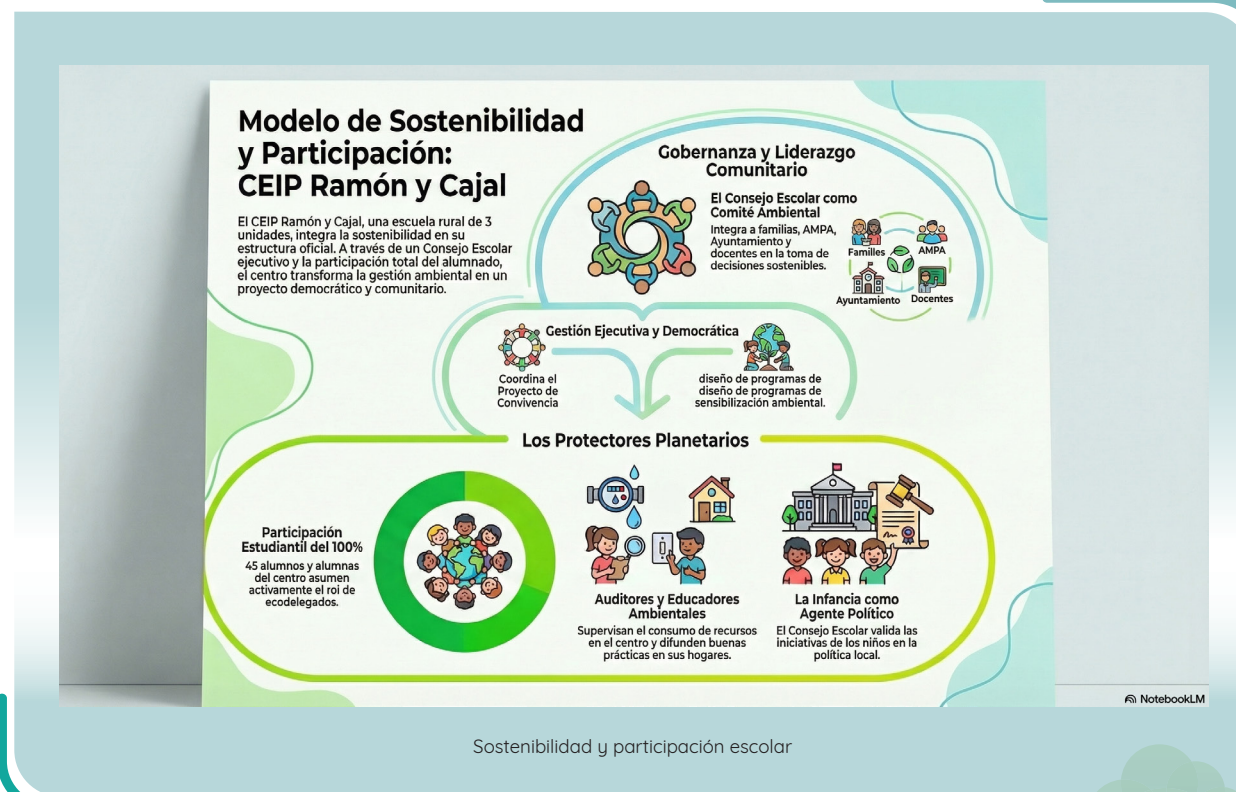 Modelo de Sostenibilidad
y Participación:
CEIP Ramón y Cajal
El CEIP Ramón y Cajal, una escuela rural de 3
unidades, integra la sostenibilidad en su
estructura oficial. A través de un Consejo Escolar
ejecutivo y la participación total del alumnado,
el centro transforma la gestión ambiental en un
proyecto democrático y comunitario.
Gobernanza y Liderazgo
Comunitario
El Consejo Escolar como
Comité Ambiental
Integra a familias, AMPA,
Ayuntamiento y
docentes en la toma de
decisiones sostenibles.
Familles
AMPA
Ayuntamiento
Docentes
Gestión Ejecutiva y Democrática
Coordina el
Proyecto de
Convivencia
diseño de programas de
diseño de programas de
sensibilización ambiental.
Los Protectores Planetarios
Participación
Estudiantil del 100%
45 alumnos y alumnas
del centro asumen
activamente el roi de
ecodelegados.
Auditores y Educadores
Ambientales
Supervisan el consumo de recursos
en el centro y difunden buenas
prácticas en sus hogares.
La Infancia como
Agente Político
El Consejo Escolar valida las
iniciativas de los niños en la
política local.
NotebookLM
Sostenibilidad y participación escolar